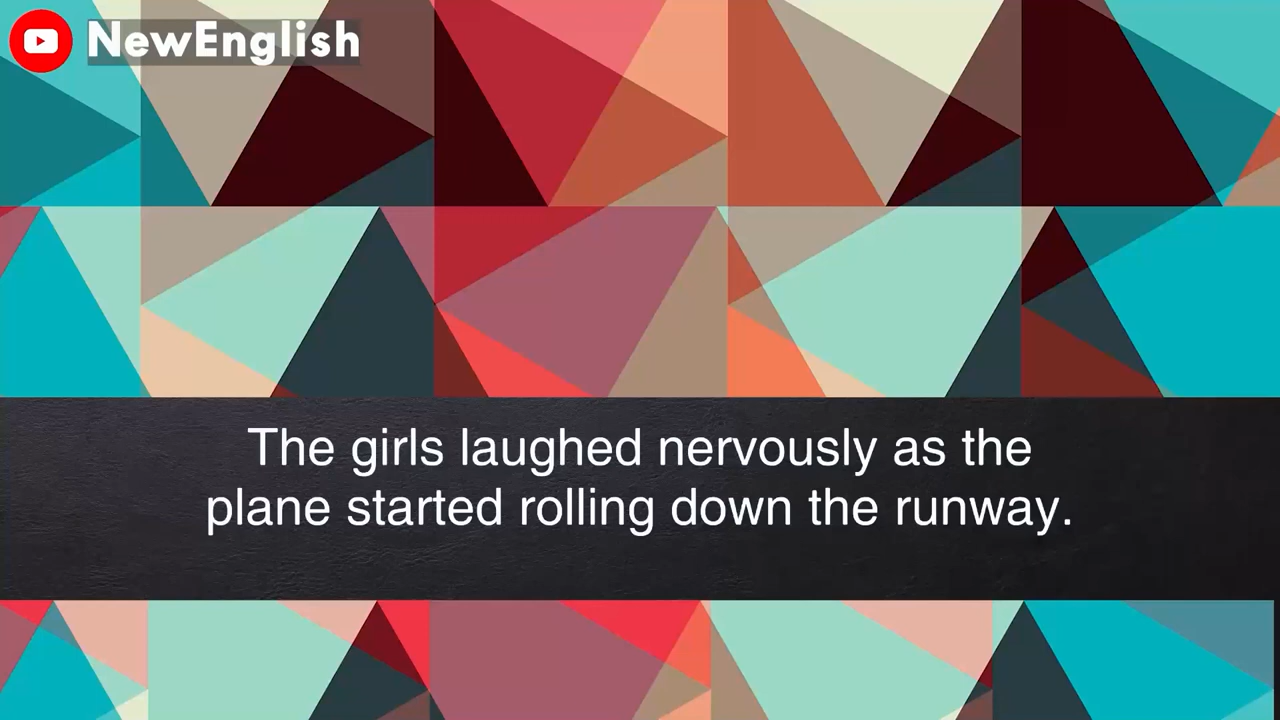 NewEnglish
The girls laughed nervously as the
plane started rolling down the runway.